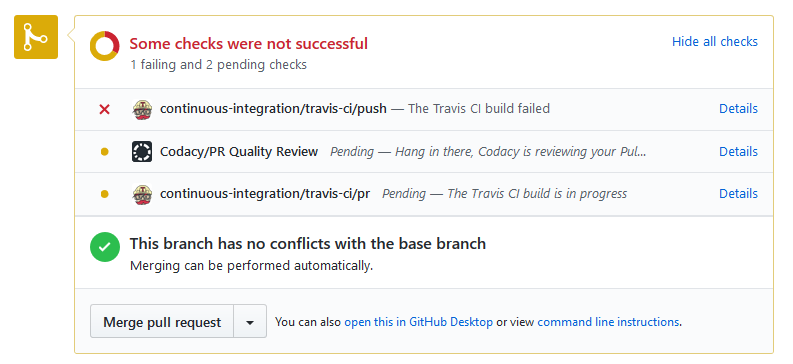 Some checks were not successful
Hide all checks
1 failing and 2 pending checks
continuous-integration/travis-ci/push — The Travis CI build failed
Details
Codacy/PR Quality Review Pending — Hang in there, Codacy is reviewing your Pul...
Details
continuous-integration/travis-ci/pr Pending — The Travis CI build is in progress
Details
This branch has no conflicts with the base branch
Merging can be performed automatically.
Merge pull request
You can also open this in GitHub Desktop or view command line instructions.